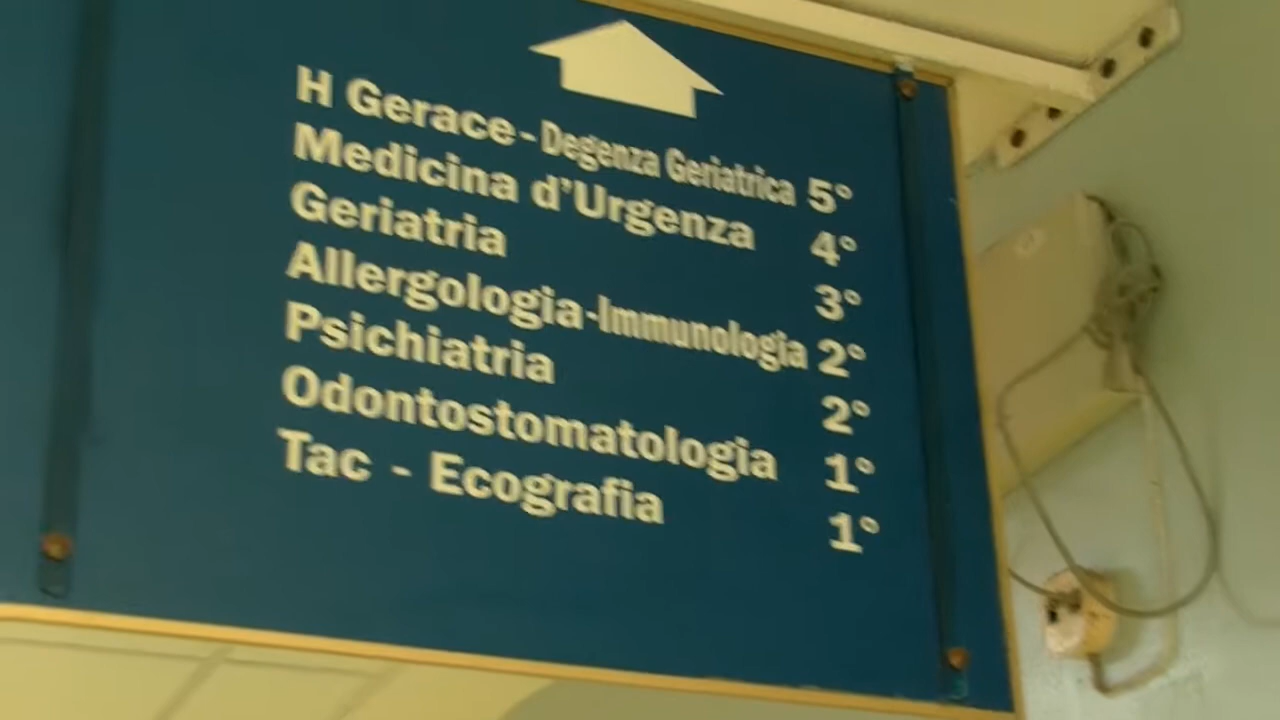 H Gerace - Degenza Geriatrica 5°
Medicina d'Urgenza 4°
Geriatria 3°
Allergologia-Immunologia 2°
Psichiatria 2°
Odontostomatologia 1°
Tac - Ecografia 1°